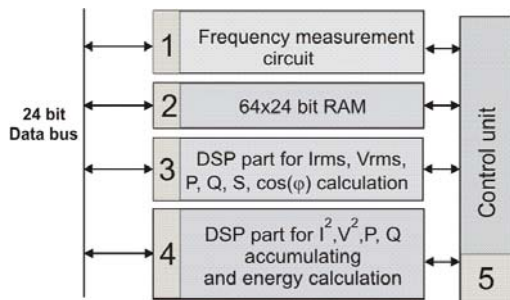 24 bit
Data bus
1
Frequency measurement
circuit
2
64x24 bit RAM
3
DSP part for Irms, Vrms,
P, Q, S, cos(φ) calculation
4
DSP part for I²,V²,P, Q
accumulating
and energy calculation
Control unit
5